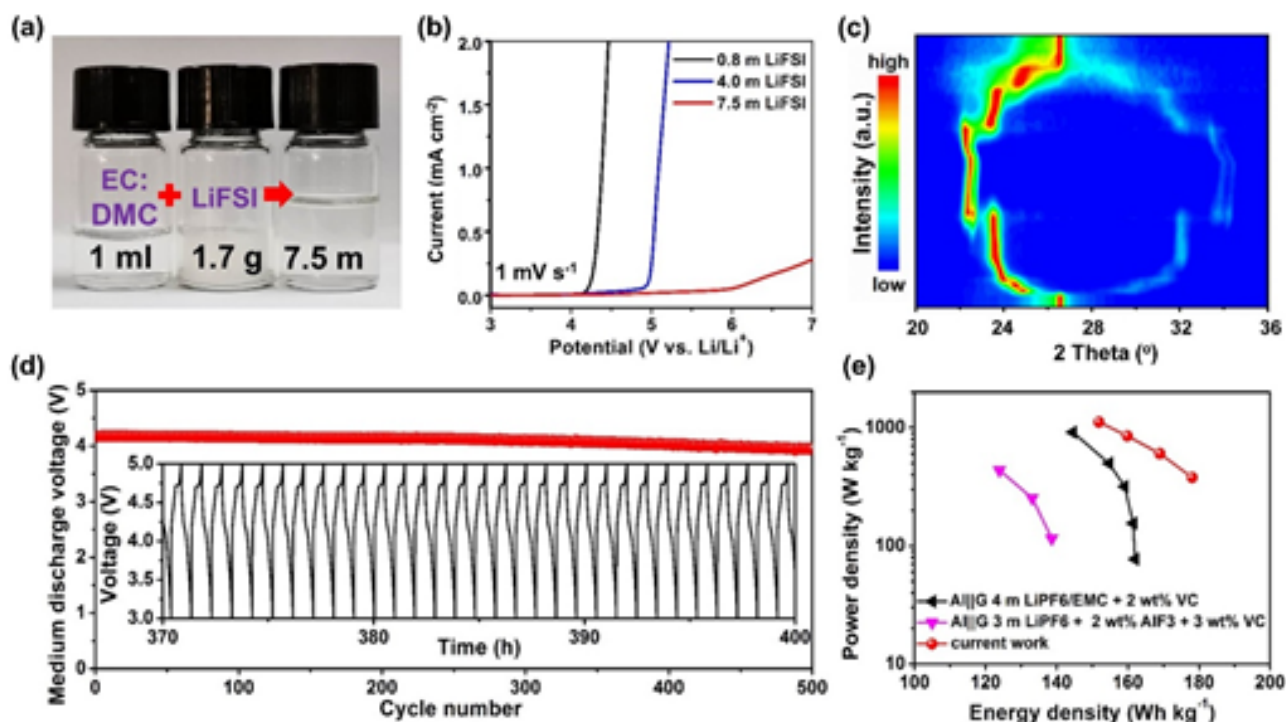 (a)
EC:
DMC
+ LiFSI
1 ml
1.7 g
7.5 m
(b)
2.0
1.5
1.0
0.5
0.0
Current (mA cm⁻²)
0.8 m LiFSI
4.0 m LiFSI
7.5 m LiFSI
1 mV s⁻¹
3 4 5 6 7
Potential (V vs. Li/Li⁺)
(c)
high
Intensity (a.u.)
low
20 24 28 32 36
2 Theta (º)
(d)
Medium discharge voltage (V)
5
4
3
2
1
0
5.0
4.5
4.0
3.5
3.0
Voltage (V)
370 380 390 400
Time (h)
0 100 200 300 400 500
Cycle number
(e)
Power density (W kg⁻¹)
1000
100
10
Al||G 4 m LiPF6/EMC + 2 wt% VC
Al||G 3 m LiPF6 + 2 wt% AlF3 + 3 wt% VC
current work
100 120 140 160 180 200
Energy density (Wh kg⁻¹)